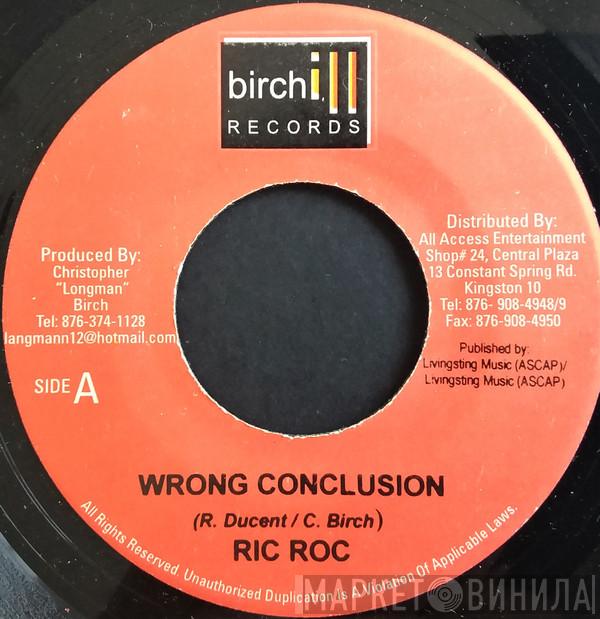 birchill
RECORDS
Produced By:
Christopher
"Longman"
Birch
Tel: 876-374-1128
langmann12@hotmail.com
SIDE A
Distributed By:
All Access Entertainment
Shop# 24, Central Plaza
13 Constant Spring Rd.
Kingston 10
Tel: 876- 908-4948/9
Fax: 876-908-4950
Published by:
Livingsting Music (ASCAP)/
Livingsting Music (ASCAP)
WRONG CONCLUSION
(R. Ducent / C. Birch)
RIC ROC
All Rights Reserved. Unauthorized Duplication Is A Violation Of Applicable Laws.
МАРКЕТ ВИНИЛА